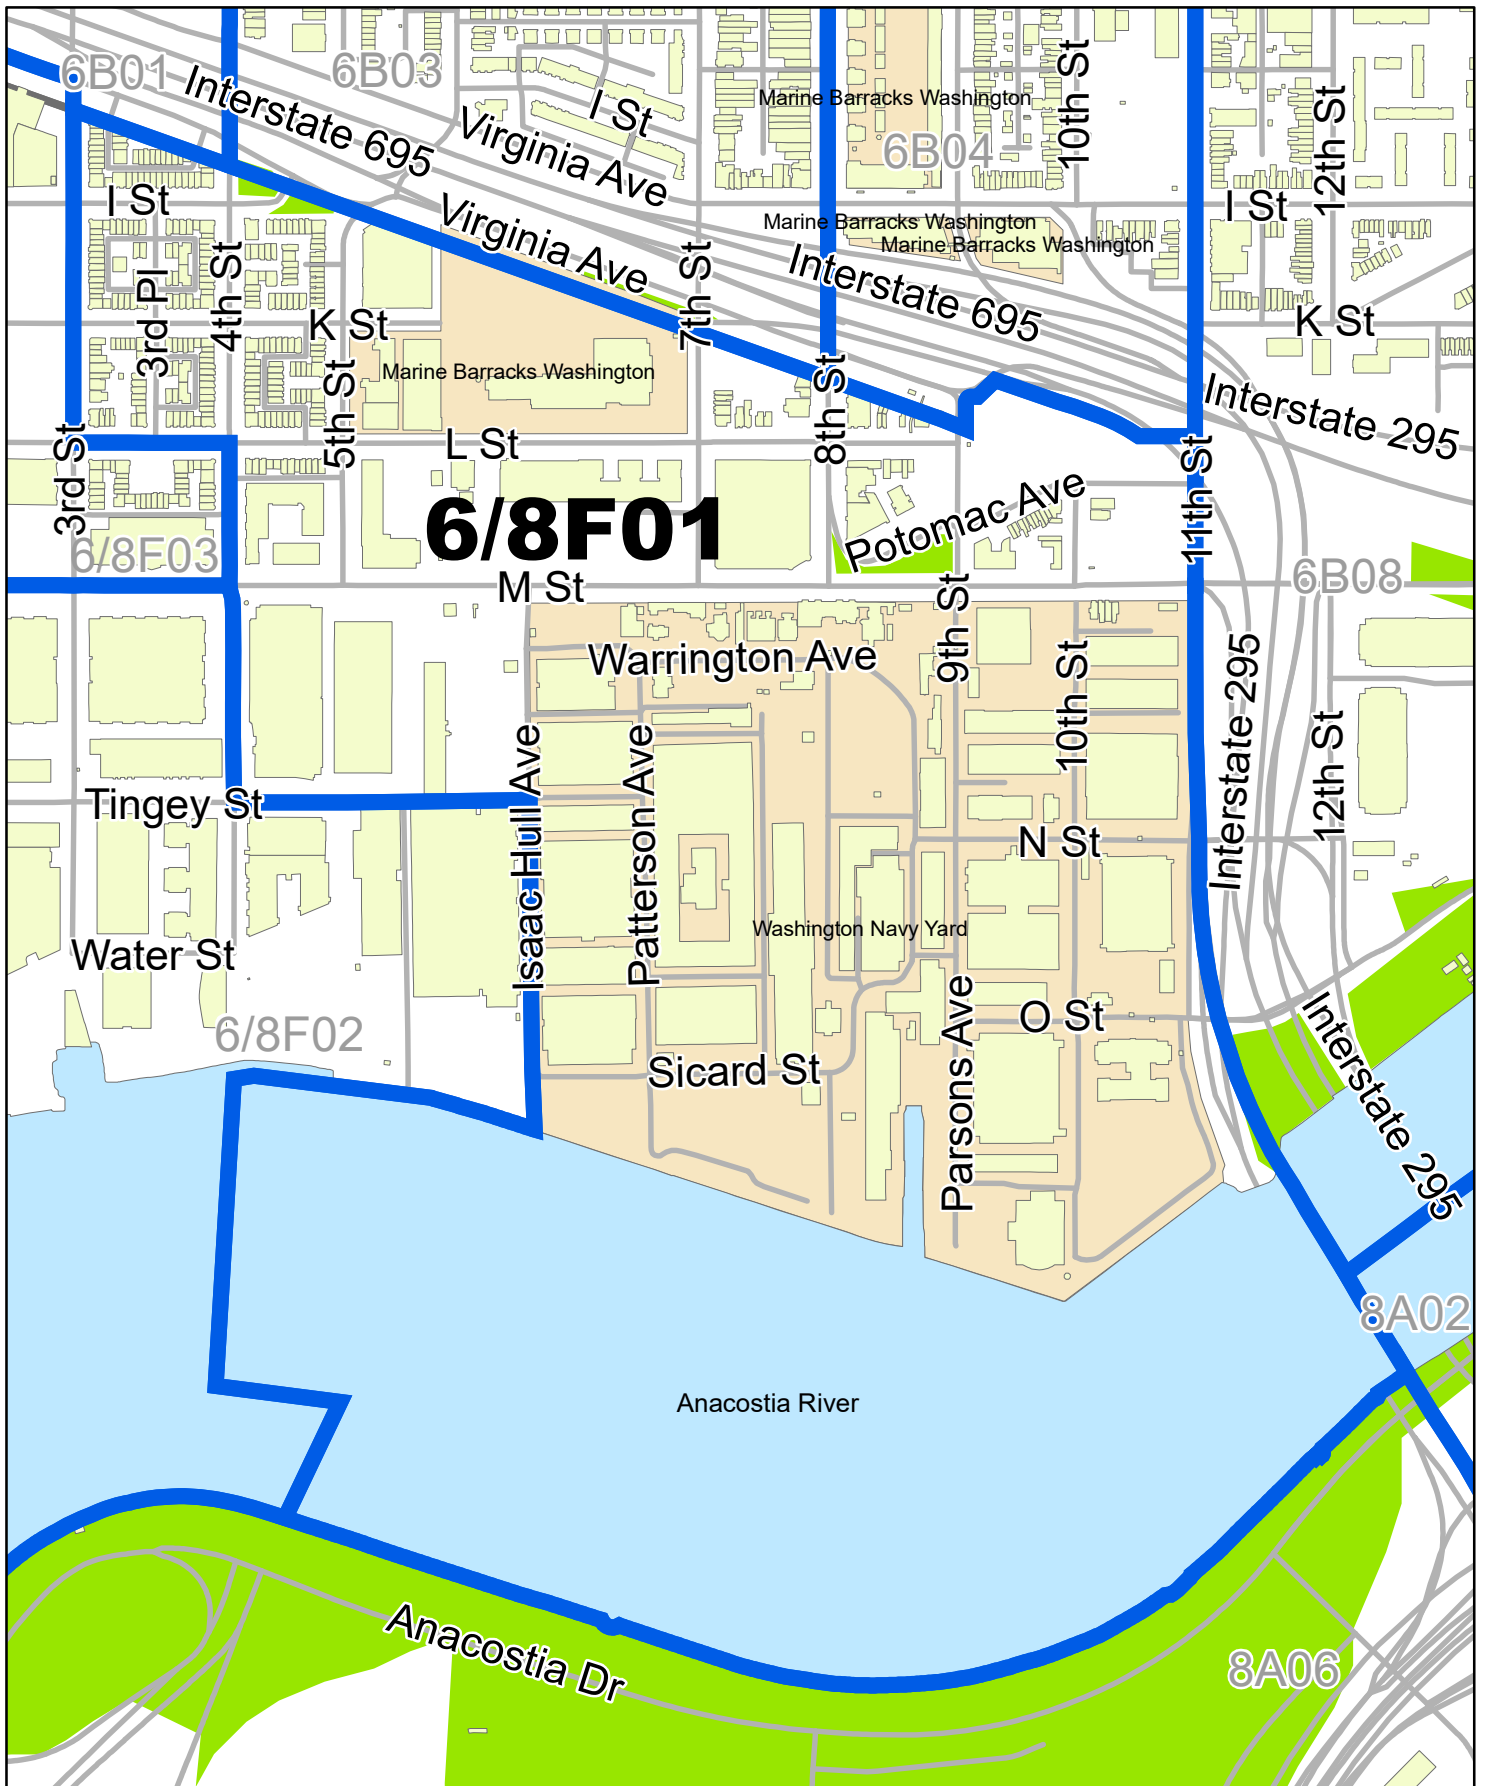 6B01
6B03
Interstate 695
Virginia Ave
I St
Marine Barracks Washington
6B04
10th St
12th St
I St
Virginia Ave
Marine Barracks Washington
Marine Barracks Washington
I St
3rd Pl
4th St
7th St
Interstate 695
K St
K St
Marine Barracks Washington
5th St
8th St
Interstate 295
3rd St
L St
11th St
6/8F01
Potomac Ave
6/8F03
M St
6B08
Warrington Ave
9th St
10th St
Interstate 295
12th St
Tingey St
Isaac Hull Ave
Patterson Ave
N St
Washington Navy Yard
Water St
6/8F02
Parsons Ave
O St
Sicard St
Interstate 295
8A02
Anacostia River
Anacostia Dr
8A06